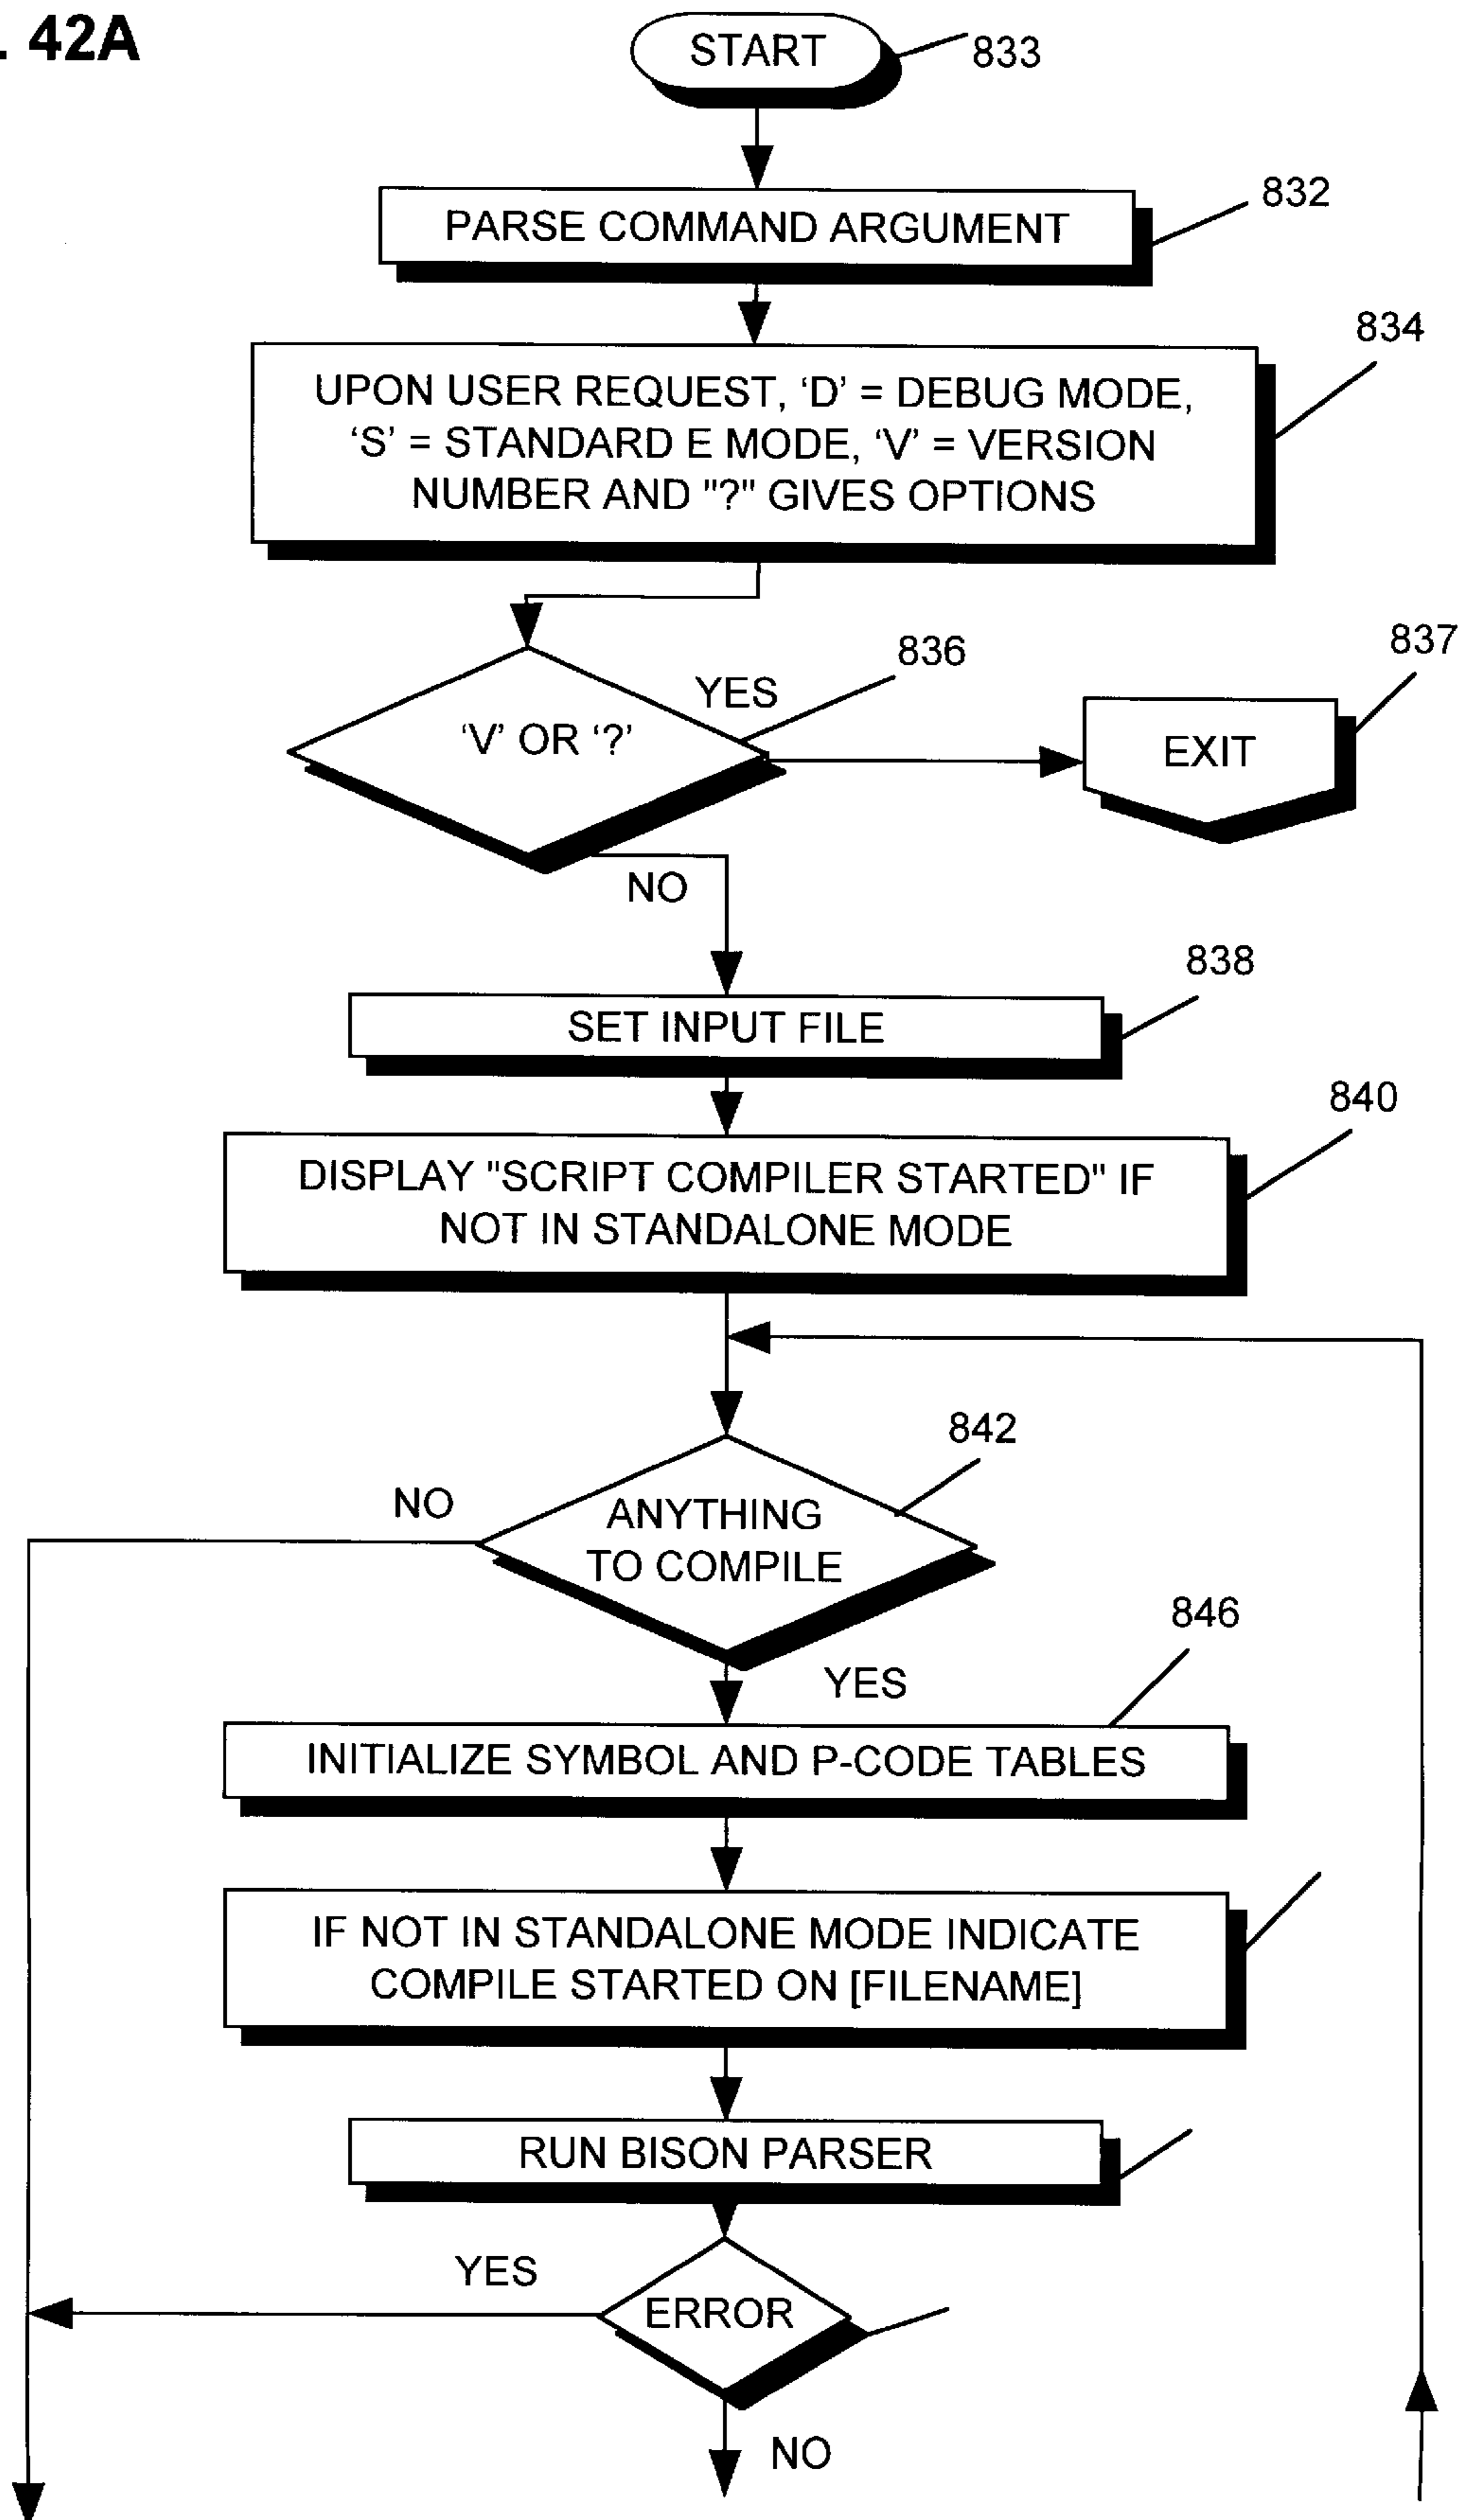 . 42A
START
833
PARSE COMMAND ARGUMENT
832
834
UPON USER REQUEST, ‘D’ = DEBUG MODE,
‘S’ = STANDARD E MODE, ‘V’ = VERSION
NUMBER AND "?" GIVES OPTIONS
836
837
YES
‘V’ OR ‘?’
EXIT
NO
838
SET INPUT FILE
840
DISPLAY "SCRIPT COMPILER STARTED" IF
NOT IN STANDALONE MODE
842
NO
ANYTHING
TO COMPILE
846
YES
INITIALIZE SYMBOL AND P-CODE TABLES
IF NOT IN STANDALONE MODE INDICATE
COMPILE STARTED ON [FILENAME]
RUN BISON PARSER
YES
ERROR
NO